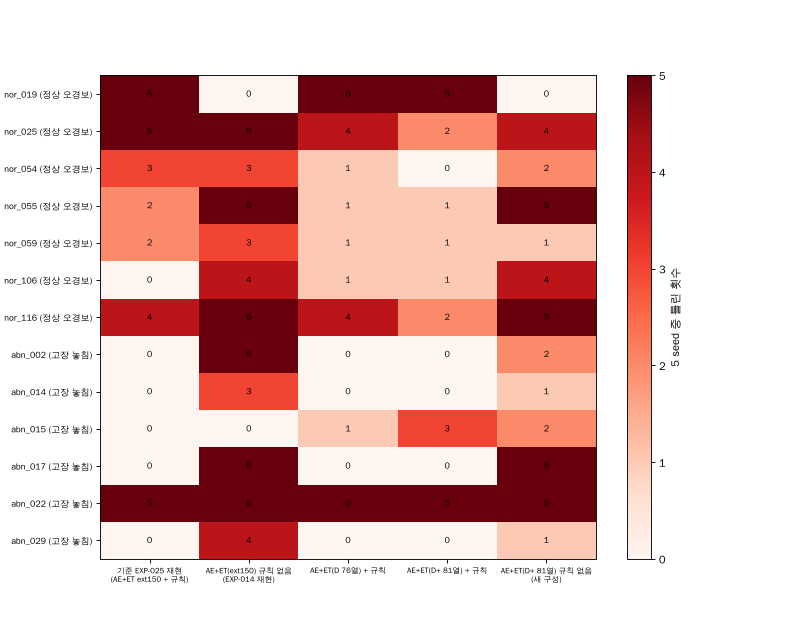 nor_019 (정상 오경보) 5 0 5 5 0
nor_025 (정상 오경보) 5 5 4 2 4
nor_054 (정상 오경보) 3 3 1 0 2
nor_055 (정상 오경보) 2 5 1 1 5
nor_059 (정상 오경보) 2 3 1 1 1
nor_106 (정상 오경보) 0 4 1 1 4
nor_116 (정상 오경보) 4 5 4 2 5
abn_002 (고장 놓침) 0 5 0 0 2
abn_014 (고장 놓침) 0 3 0 0 1
abn_015 (고장 놓침) 0 0 1 3 2
abn_017 (고장 놓침) 0 5 0 0 5
abn_022 (고장 놓침) 5 5 5 5 5
abn_029 (고장 놓침) 0 4 0 0 1
기준 EXP-025 재현
(AE+ET ext150 + 규칙)
AE+ET(ext150) 규칙 없음
(EXP-014 재현)
AE+ET(D 76열) + 규칙
AE+ET(D+ 81열) + 규칙
AE+ET(D+ 81열) 규칙 없음
(새 구성)
5
4
3
2
1
0
5 seed 중 틀린 횟수